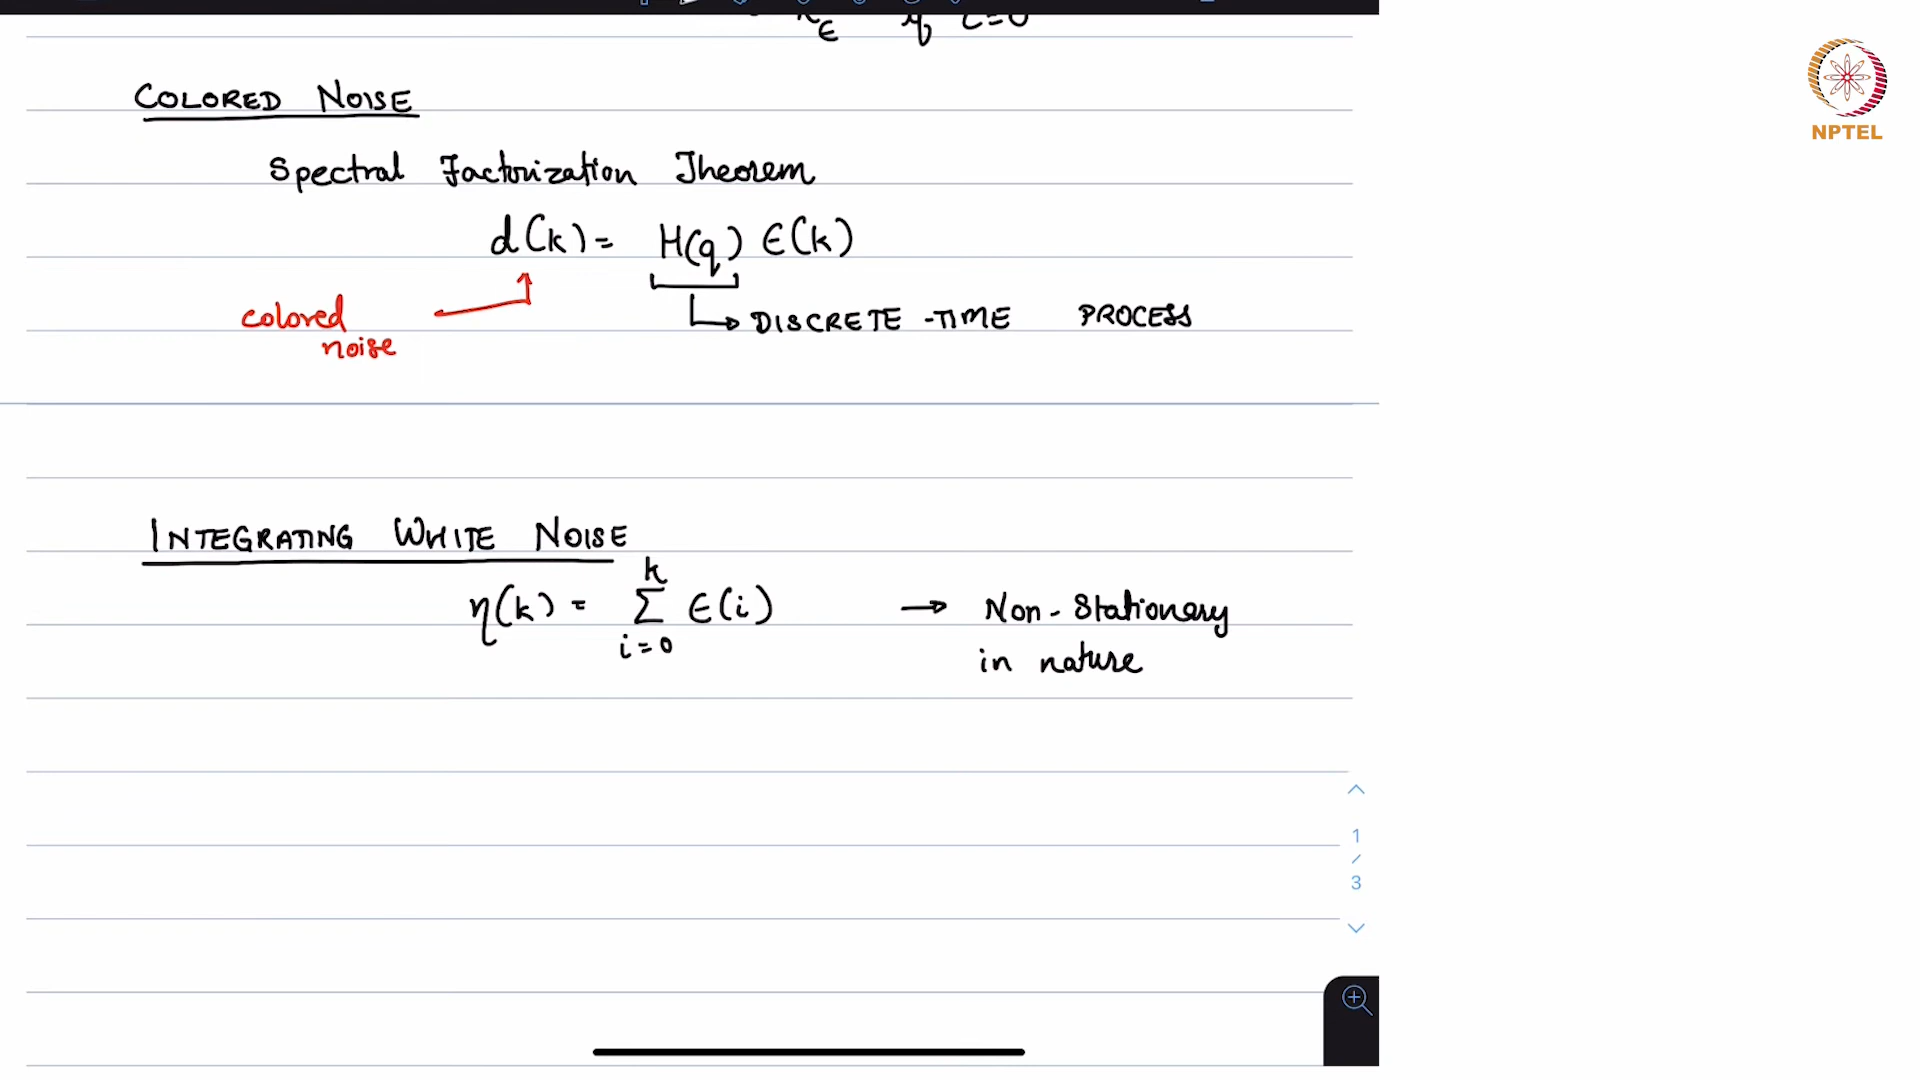 COLORED NOISE
Spectral Factorization Theorem
d(k) = H(q) ϵ(k)
colored noise
DISCRETE-TIME PROCESS
INTEGRATING WHITE NOISE
η(k) = k Σ i=0 ϵ(i) → Non-Stationary
in nature
NPTEL
1
/
3